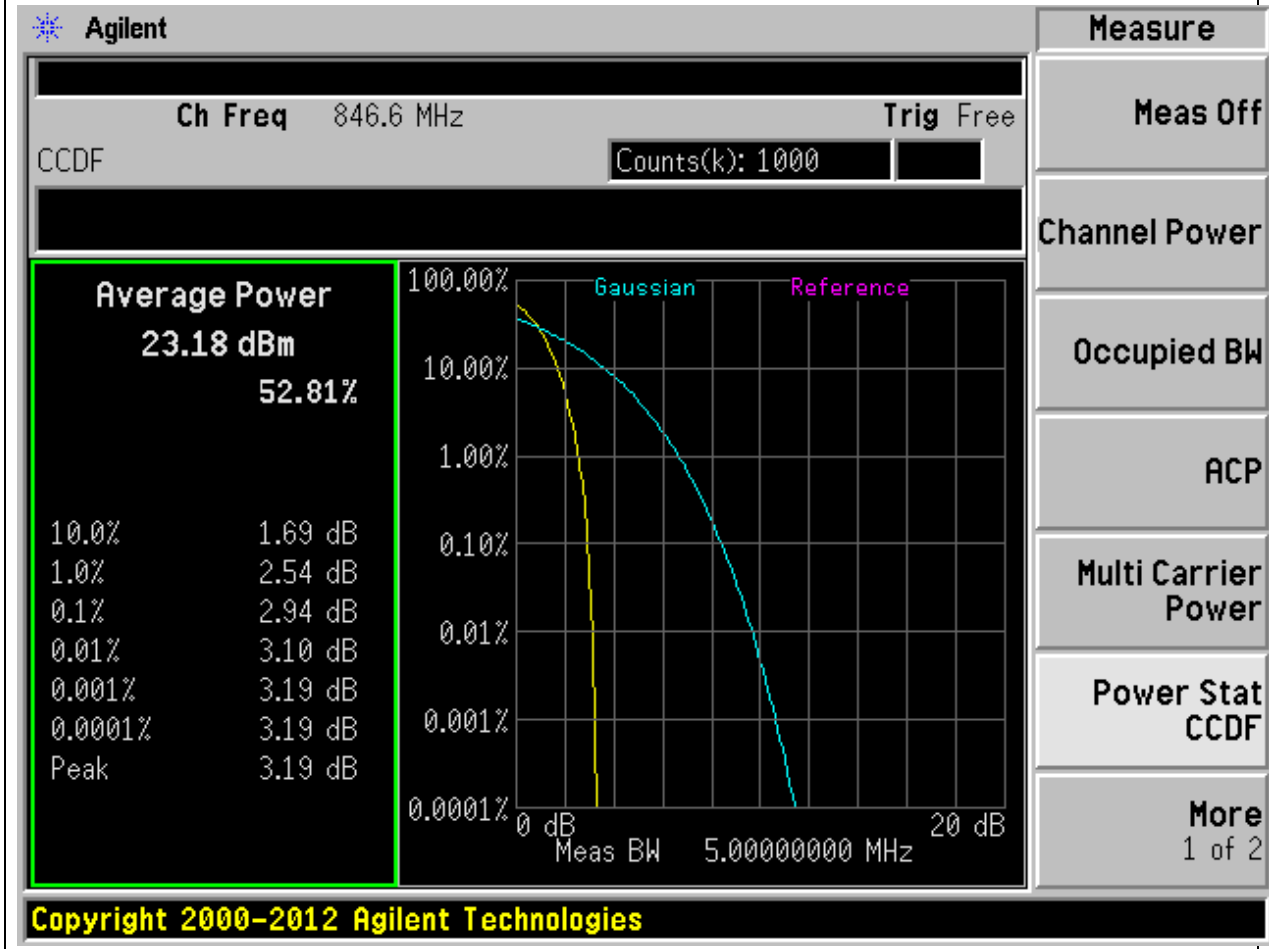 Agilent
Ch Freq 846.6 MHz Trig Free
CCDF Counts(k): 1000
Average Power
23.18 dBm
52.81%
10.0% 1.69 dB
1.0% 2.54 dB
0.1% 2.94 dB
0.01% 3.10 dB
0.001% 3.19 dB
0.0001% 3.19 dB
Peak 3.19 dB
Gaussian Reference
100.00%
10.00%
1.00%
0.10%
0.01%
0.001%
0.0001%
0 dB 20 dB
Meas BW 5.00000000 MHz
Measure
Meas Off
Channel Power
Occupied BW
ACP
Multi Carrier
Power
Power Stat
CCDF
More
1 of 2
Copyright 2000-2012 Agilent Technologies